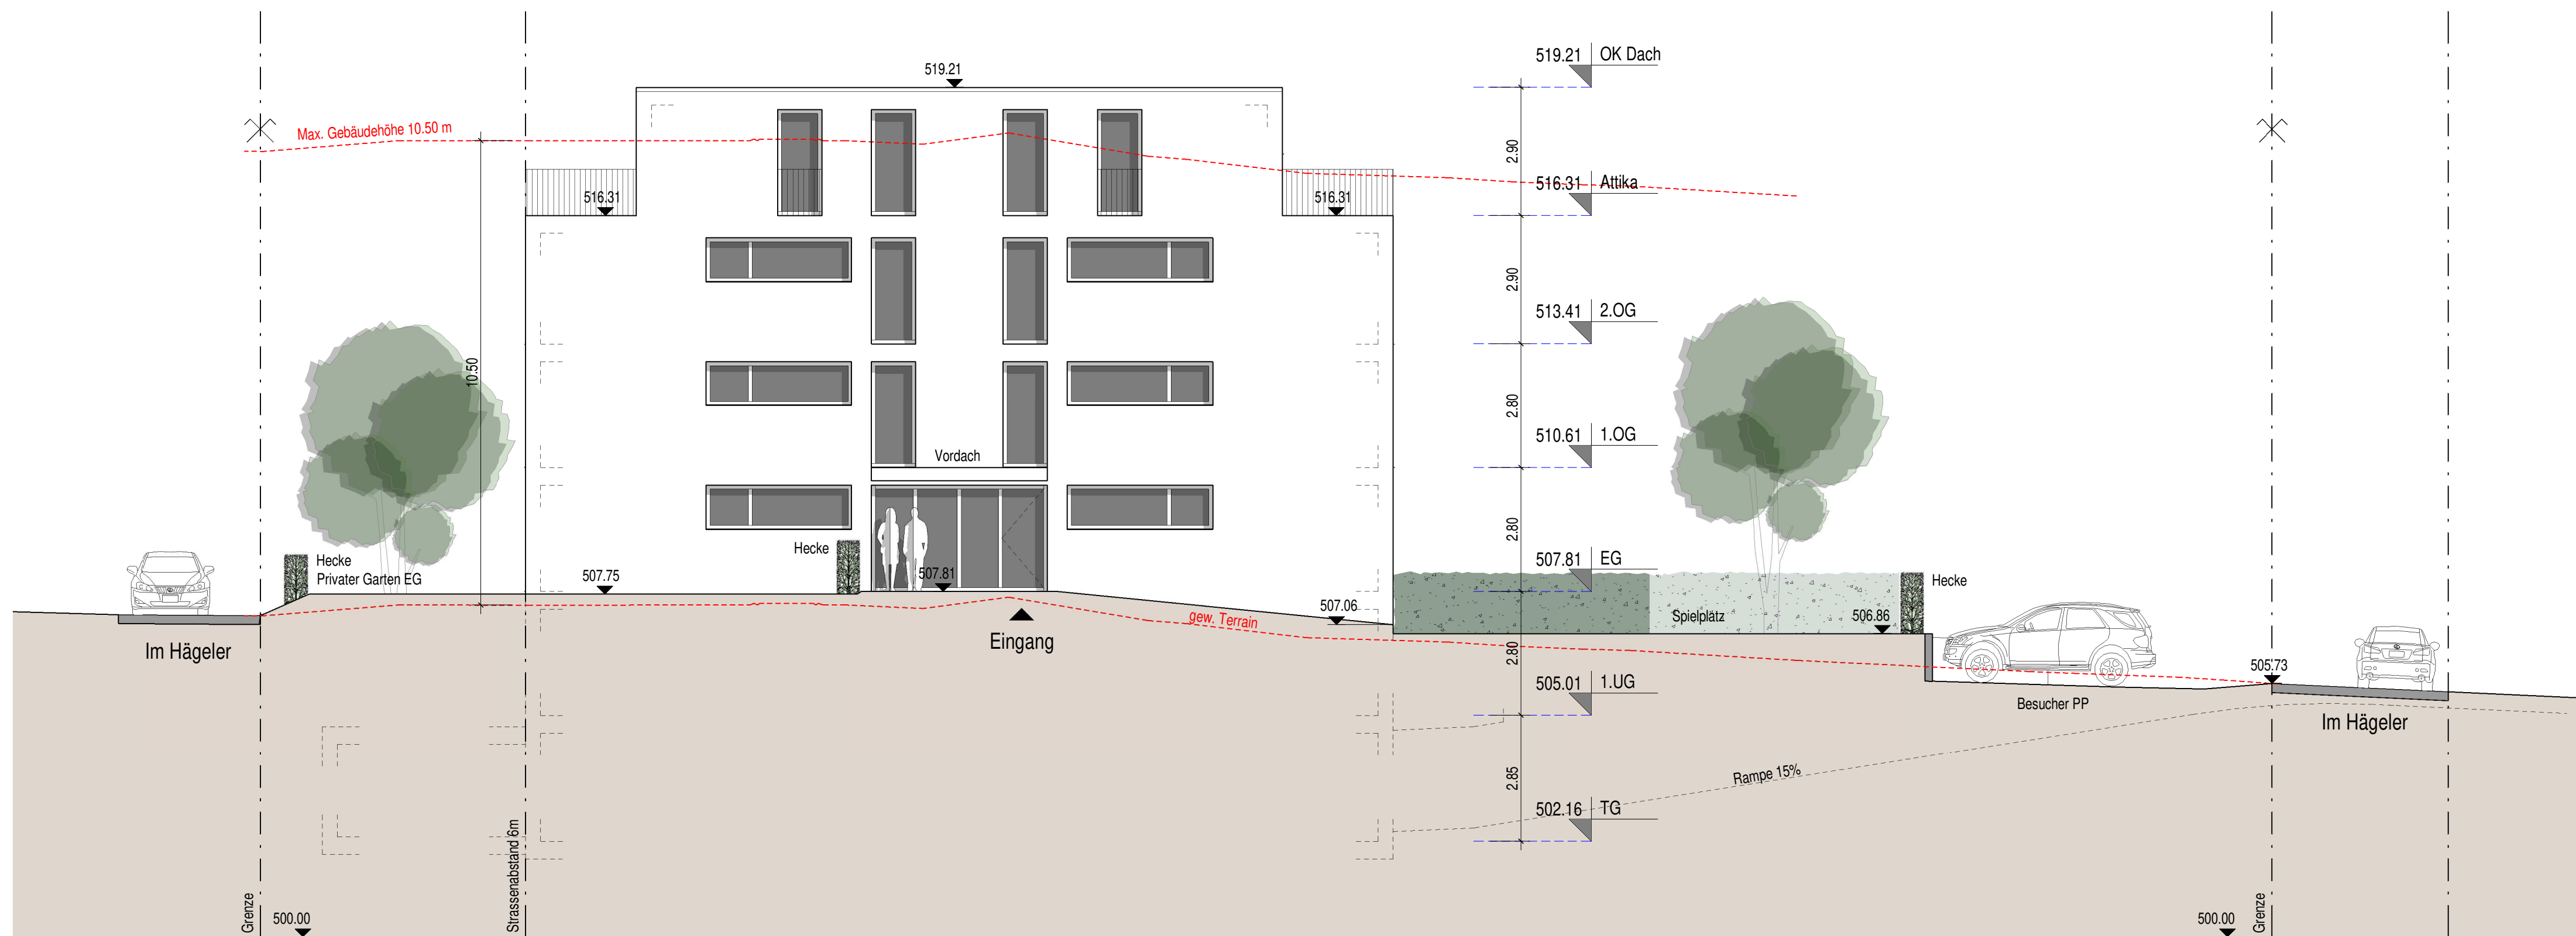 519.21 OK Dach
519.21
Max. Gebäudehöhe 10.50 m
2.90
516.31 Attika
516.31
516.31
2.90
513.41 2.OG
10.50
2.80
510.61 1.OG
Vordach
2.80
Hecke
Hecke
Privater Garten EG
507.81 EG
507.75
507.81
Hecke
507.06
gew. Terrain
Spielplatz
506.86
Eingang
Im Hägeler
2.80
505.73
505.01 1.UG
Besucher PP
Im Hägeler
2.85
Rampe 15%
502.16 TG
Strassenabstand 6m
Grenze
500.00
500.00
Grenze